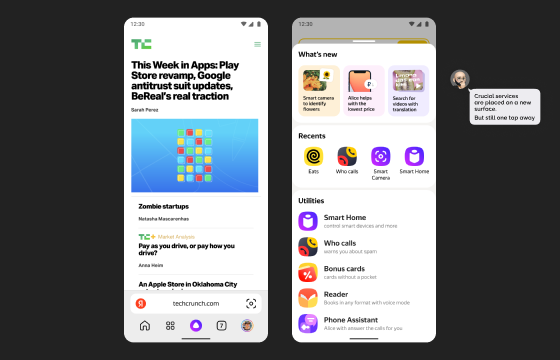 12:30
TC
This Week in Apps: Play
Store revamp, Google
antitrust suit updates,
BeReal's real traction
Sarah Perez
Zombie startups
Natasha Mascarenhas
TC+ Market Analysis
Pay as you drive, or pay how you
drive?
Anna Heim
An Apple Store in Oklahoma City
Я
techcrunch.com
7
12:30
What's new
Smart camera
to identify
flowers
Alice helps
with the
lowest price
Search for
videos with
translation
Recents
Eats
Who calls
Smart
Camera
Smart Home
Utilities
Smart Home
control smart devices and more
Who calls
warns you about spam
Bonus cards
cards without a pocket
Reader
Books in any format with voice mode
Phone Assistant
Alice with answer the calls for you
Crucial services
are placed on a new
surface.
But still one tap away